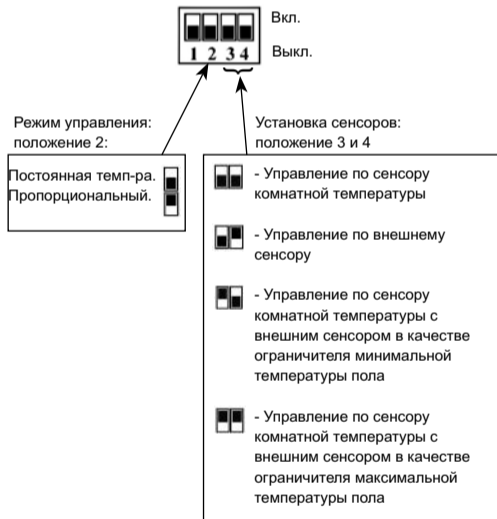 Вкл.
1 2 3 4
Выкл.
Режим управления:
положение 2:
Постоянная темп-ра.
Пропорциональный.
Установка сенсоров:
положение 3 и 4
- Управление по сенсору
комнатной температуры
- Управление по внешнему
сенсору
- Управление по сенсору
комнатной температуры с
внешним сенсором в качестве
ограничителя минимальной
температуры пола
- Управление по сенсору
комнатной температуры с
внешним сенсором в качестве
ограничителя максимальной
температуры пола